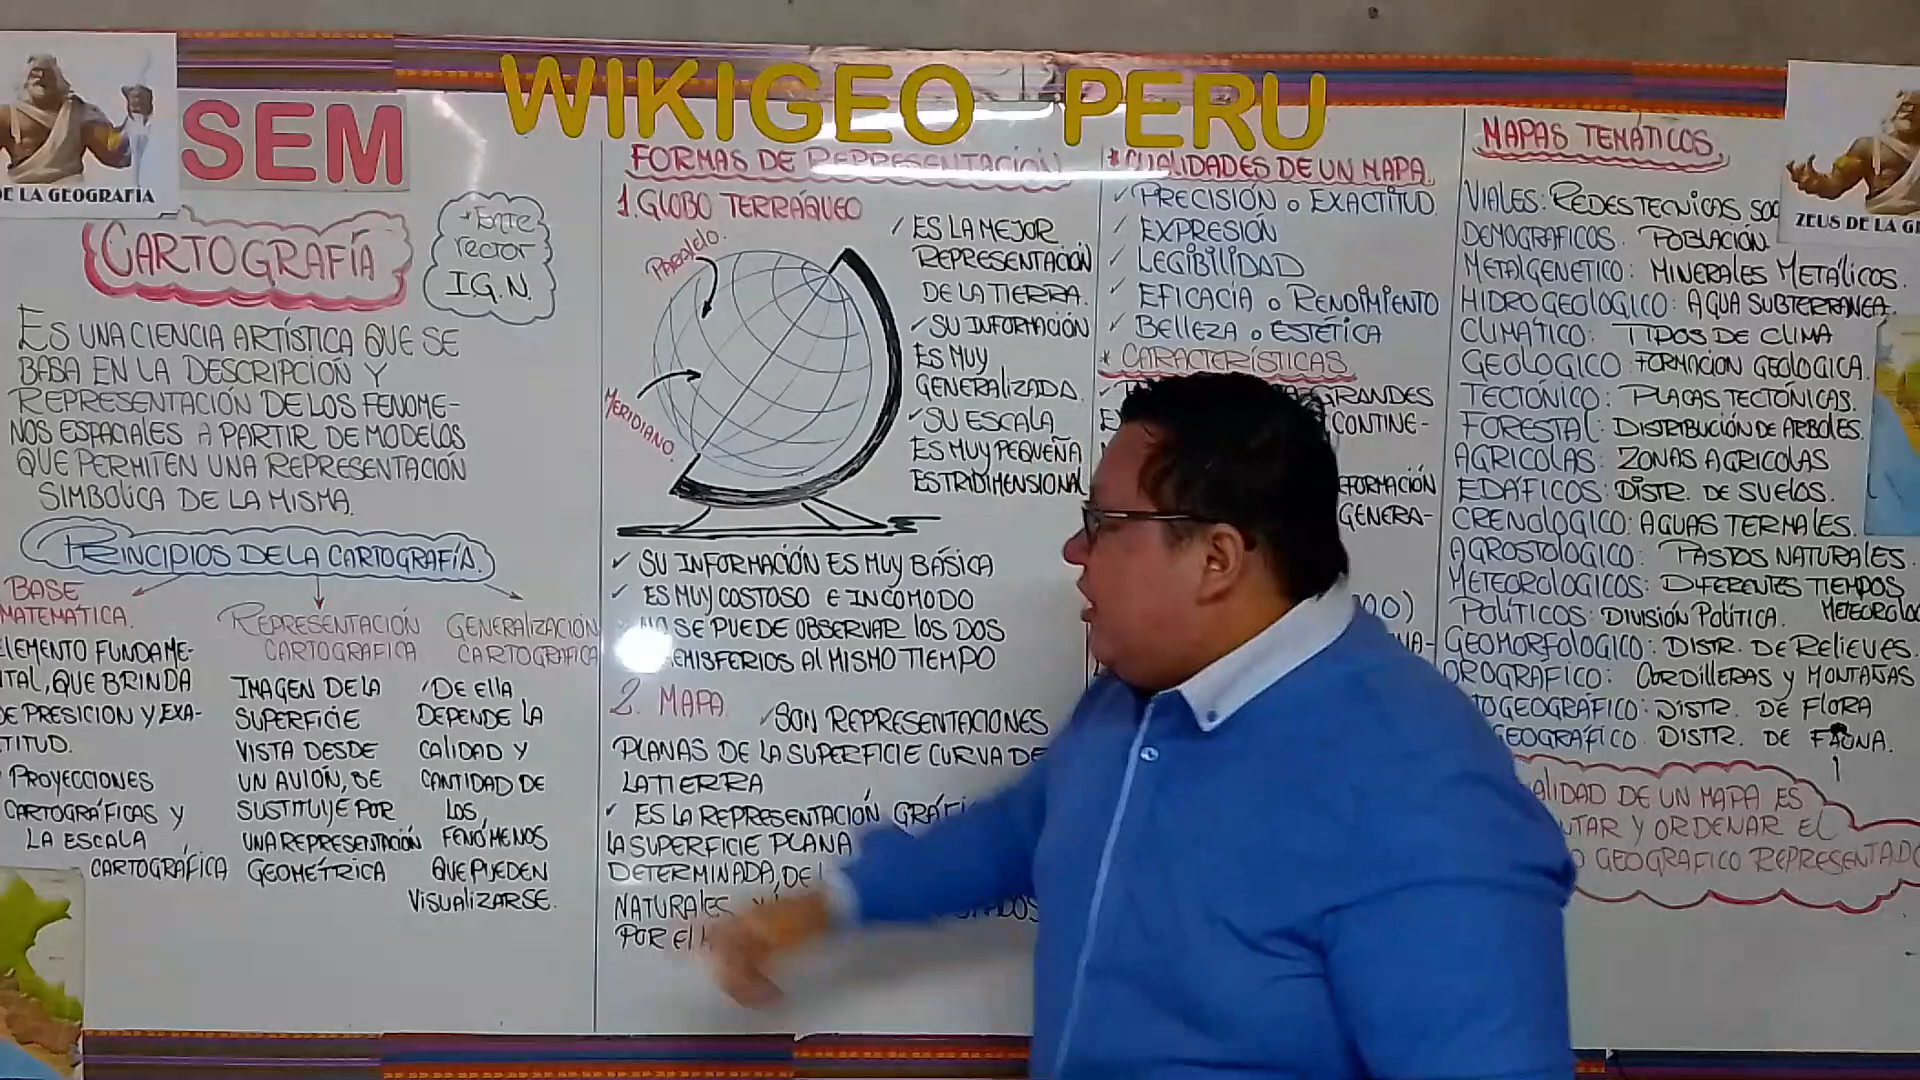 WIKIGEO PERU
SEM
DE LA GEOGRAFÍA
CARTOGRAFÍA
* Ente
rector
I.G.N.
ES UNA CIENCIA ARTÍSTICA QUE SE
BASA EN LA DESCRIPCIÓN Y
REPRESENTACIÓN DE LOS FENOME-
NOS ESPACIALES A PARTIR DE MODELOS
QUE PERMITEN UNA REPRESENTACIÓN
SIMBOLICA DE LA MISMA.
PRINCIPIOS DE LA CARTOGRAFÍA.
BASE
MATEMÁTICA.
ELEMENTO FUNDAME-
NTAL, QUE BRINDA
DE PRESICION Y EXA-
TITUD.
PROYECCIONES
CARTOGRÁFICAS Y
LA ESCALA
CARTOGRÁFICA
REPRESENTACIÓN
CARTOGRAFICA
IMAGEN DE LA
SUPERFICIE
VISTA DESDE
UN AVIÓN, SE
SUSTITUYE POR
UNA REPRESENTACIÓN
GEOMÉTRICA
GENERALIZACIÓN
CARTOGRAFICA
✓DE ELLA
DEPENDE LA
CALIDAD Y
CANTIDAD DE
LOS
FENÓMENOS
QUE PUEDEN
VISUALIZARSE.
FORMAS DE REPRESENTACIÓN
1. GLOBO TERRÁQUEO
PARALELO.
MERIDIANO.
✓ ES LA MEJOR
REPRESENTACIÓN
DE LA TIERRA.
✓ SU INFORMACIÓN
ES MUY
GENERALIZADA.
✓ SU ESCALA
ES MUY PEQUEÑA
ES TRIDIMENSIONAL
✓ SU INFORMACIÓN ES MUY BÁSICA
✓ ES MUY COSTOSO E INCOMODO
NO SE PUEDE OBSERVAR LOS DOS
HEMISFERIOS AL MISMO TIEMPO
2. MAPA ✓SON REPRESENTACIONES
PLANAS DE LA SUPERFICIE CURVA DE
LA TIERRA
✓ ES LA REPRESENTACIÓN
LA SUPERFICIE PLANA
DETERMINADA, DE
NATURALES
POR EL
* CUALIDADES DE UN MAPA.
✓ PRECISIÓN o EXACTITUD
✓ EXPRESIÓN
✓ LEGIBILIDAD
✓ EFICACIA o RENDIMIENTO
✓ BELLEZA o ESTÉTICA
* CARACTERÍSTICAS
GRANDES
CONTINE-
GENERA-
MAPAS TEMÁTICOS.
VIALES: REDES TECNICAS
DEMOGRAFICOS. POBLACIÓN
METALGENETICO: MINERALES METÁLICOS.
HIDROGEOLOGICO: AGUA SUBTERRANEA.
CLIMÁTICO: TIPOS DE CLIMA
GEOLÓGICO: FORMACION GEOLOGICA.
TECTÓNICO: PLACAS TECTÓNICAS.
FORESTAL: DISTRIBUCIÓN DE ARBOLES.
AGRICOLAS: ZONAS AGRICOLAS
EDÁFICOS: DISTR. DE SUELOS.
CRENOLOGICO: AGUAS TERMALES.
AGROSTOLOGICO: PASTOS NATURALES.
METEOROLOGICOS: DIFERENTES TIEMPOS
POLÍTICOS: DIVISIÓN POLÍTICA.
GEOMORFOLOGICO: DISTR. DE RELIEVES.
OROGRAFICO: CORDILLERAS Y MONTAÑAS
DISTR. DE FLORA
DISTR. DE FAUNA.
DE UN MAPA ES
Y ORDENAR EL
GEOGRAFICO REPRESENTADO
ZEUS DE LA